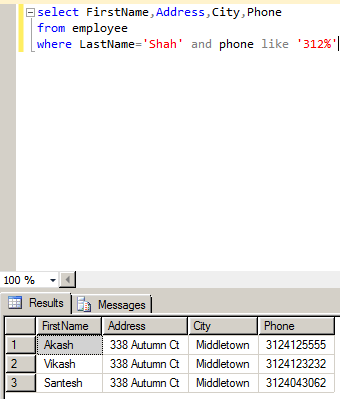 select FirstName,Address,City,Phone
from employee
where LastName='Shah' and phone like '312%'
100 %
Results Messages
FirstName Address City Phone
1 Akash 338 Autumn Ct Middletown 3124125555
2 Vikash 338 Autumn Ct Middletown 3124123232
3 Santesh 338 Autumn Ct Middletown 3124043062